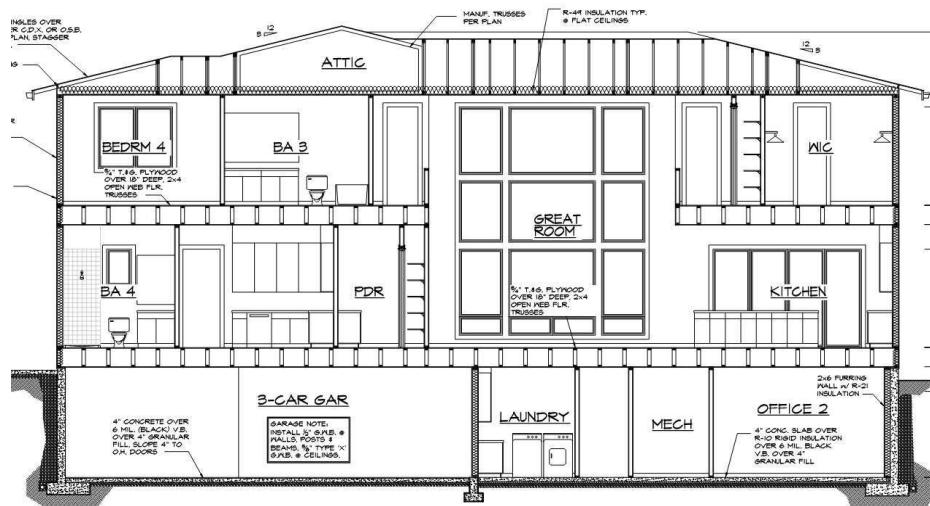 INGLES OVER
ER C.D.X. OR O.S.B.
PLAN, STAGGER
MANUF. TRUSSES
PER PLAN
R-49 INSULATION TYP.
@ FLAT CEILINGS
12
8
12
8
ATTIC
BEDRM 4
BA 3
WIC
3/4" T.&G. PLYWOOD
OVER 18" DEEP, 2x4
OPEN WEB FLR.
TRUSSES
GREAT
ROOM
BA 4
PDR
3/4" T.&G. PLYWOOD
OVER 18" DEEP, 2x4
OPEN WEB FLR.
TRUSSES
KITCHEN
2x6 FURRING
WALL w/ R-21
INSULATION
3-CAR GAR
LAUNDRY
MECH
OFFICE 2
4" CONCRETE OVER
6 MIL. (BLACK) V.B.
OVER 4" GRANULAR
FILL, SLOPE 4" TO
O.H. DOORS
GARAGE NOTE:
INSTALL 1/2" G.W.B. @
WALLS, POSTS &
BEAMS, 5/8" TYPE 'X'
G.W.B. @ CEILINGS.
4" CONC. SLAB OVER
R-10 RIGID INSULATION
OVER 6 MIL. BLACK
V.B. OVER 4"
GRANULAR FILL